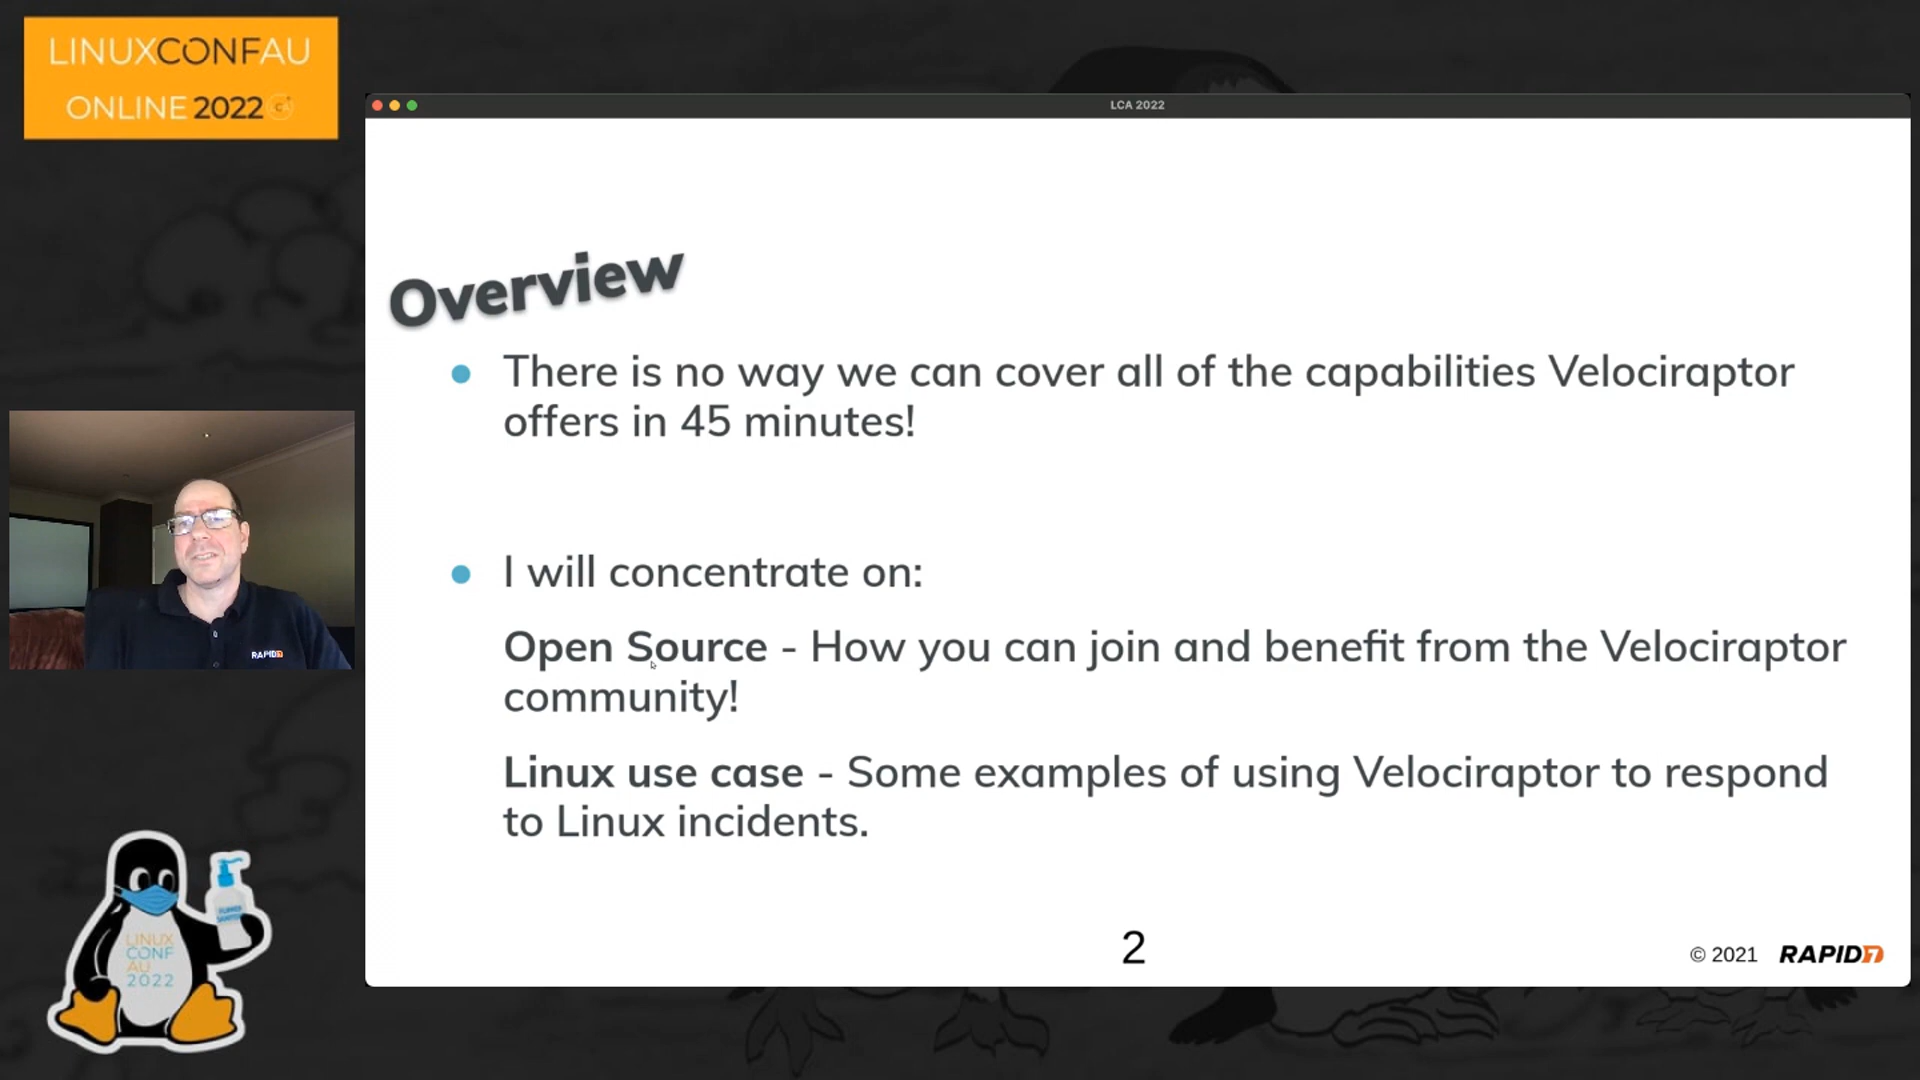 LINUXCONFAU
ONLINE 2022
LCA 2022
Overview
There is no way we can cover all of the capabilities Velociraptor
offers in 45 minutes!
I will concentrate on:
Open Source - How you can join and benefit from the Velociraptor
community!
Linux use case - Some examples of using Velociraptor to respond
to Linux incidents.
2
© 2021 RAPID7
RAPID7
LINUX
CONF
AU
2022